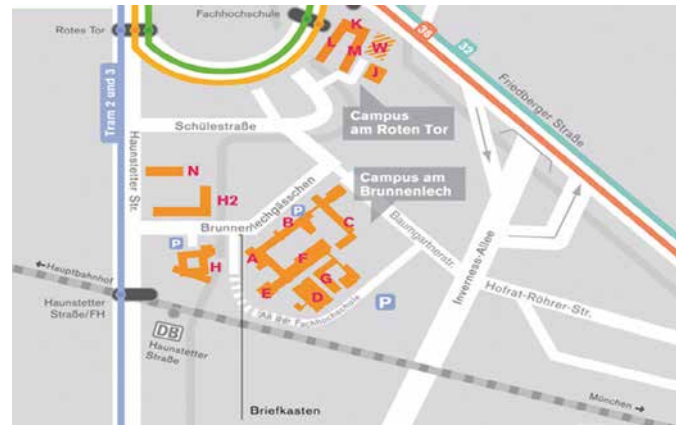 Fachhochschule
Rotes Tor
K
L
M
W
J
36
32
Friedberger Straße
Tram 2 und 3
Campus
am Roten Tor
Schülestraße
Haunstetter Str.
N
H2
Campus am
Brunnenlech
Brunnenlechgässchen
P
B
C
Baumgartnerstr.
P
A
F
H
E
G
D
P
Inverness-Allee
Hofrat-Röhrer-Str.
An der Fachhochschule
Hauptbahnhof
Haunstetter
Straße/FH
DB
Haunstetter
Straße
München
Briefkasten